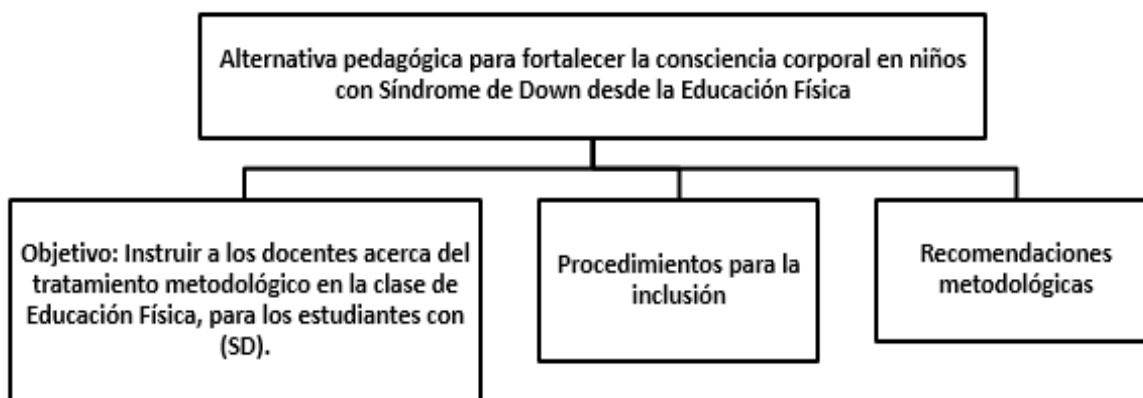 Alternativa pedagógica para fortalecer la consciencia corporal en niños
con Síndrome de Down desde la Educación Física
Objetivo: Instruir a los docentes acerca del
tratamiento metodológico en la clase de
Educación Física, para los estudiantes con
(SD).
Procedimientos para la
inclusión
Recomendaciones
metodológicas